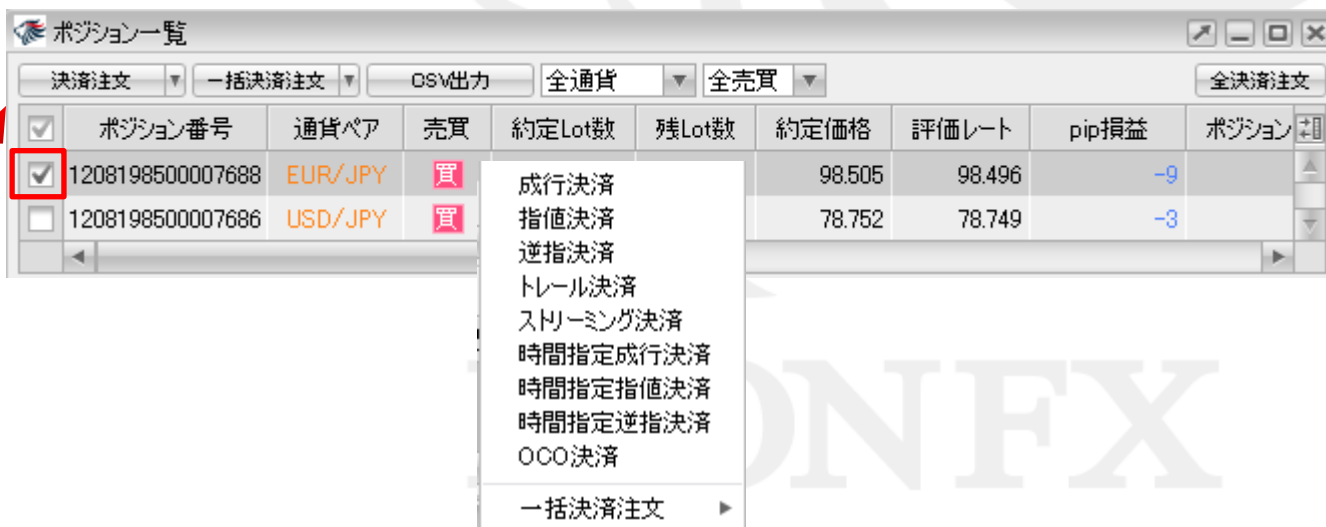 ポジション一覧
決済注文 一括決済注文 CSV出力 全通貨 全売買 全決済注文
ポジション番号 通貨ペア 売買 約定Lot数 残Lot数 約定価格 評価レート pip損益 ポジション
1208198500007688 EUR/JPY 買 98.505 98.496 -9
1208198500007686 USD/JPY 買 78.752 78.749 -3
成行決済
指値決済
逆指決済
トレール決済
ストリーミング決済
時間指定成行決済
時間指定指値決済
時間指定逆指決済
OCO決済
一括決済注文
ONFX